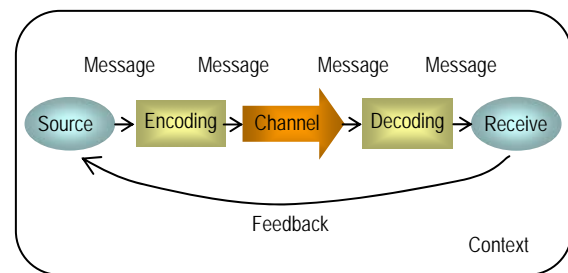 Message Message Message Message
Source Encoding Channel Decoding Receive
Feedback
Context